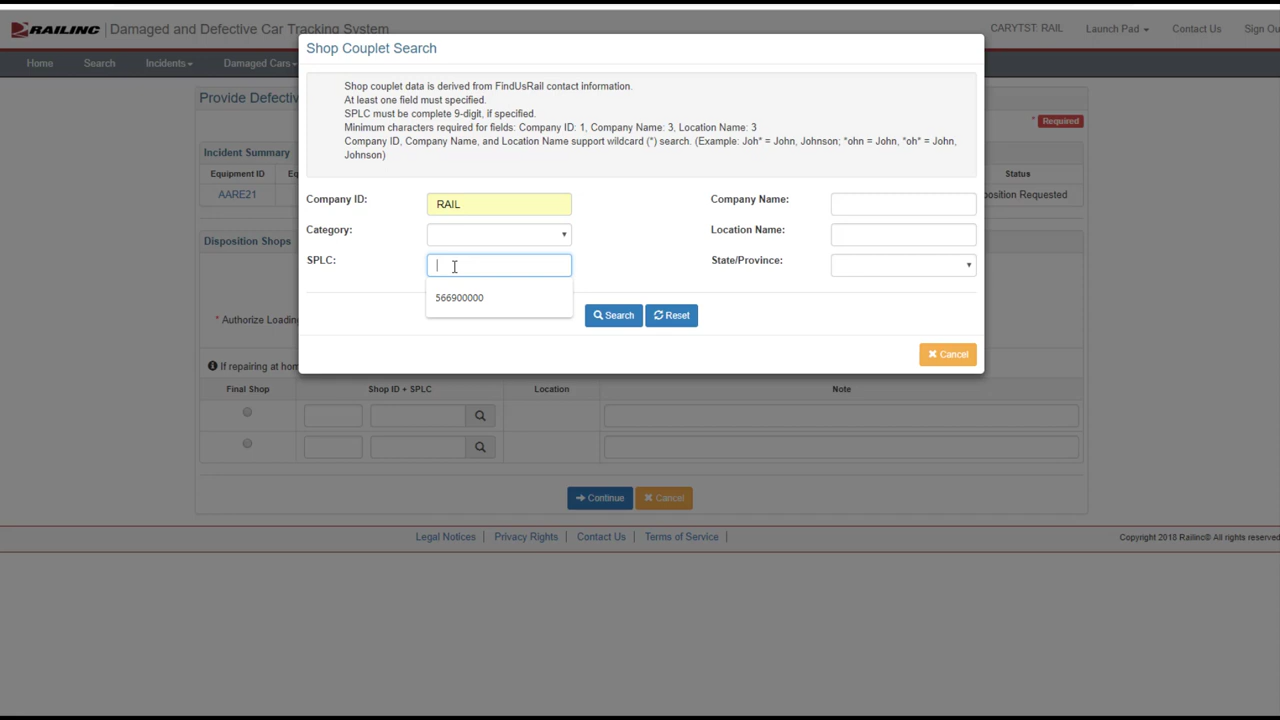 RAILINC | Damaged and Defective Car Tracking System
CARYTST. RAIL
Launch Pad
Contact Us
Sign Ou
Home
Search
Incidents
Damaged Cars
Shop Couplet Search
Shop couplet data is derived from FindUsRail contact information.
At least one field must specified.
SPLC must be complete 9-digit, if specified.
Minimum characters required for fields: Company ID: 1, Company Name: 3, Location Name: 3
Company ID, Company Name, and Location Name support wildcard (*) search. (Example: Joh* = John, Johnson; *ohn = John, *oh* = John,
Johnson)
Company ID:
RAIL
Company Name:
Category:
Location Name:
SPLC:
State/Province:
566900000
Search
Reset
Cancel
Provide Defectiv
* Required
Incident Summary
Equipment ID
Eq
Status
AARE21
position Requested
Disposition Shops
* Authorize Loading
If repairing at hom
Final Shop
Shop ID + SPLC
Location
Note
Continue
Cancel
Legal Notices | Privacy Rights | Contact Us | Terms of Service |
Copyright 2018 Railinc® All rights reserved